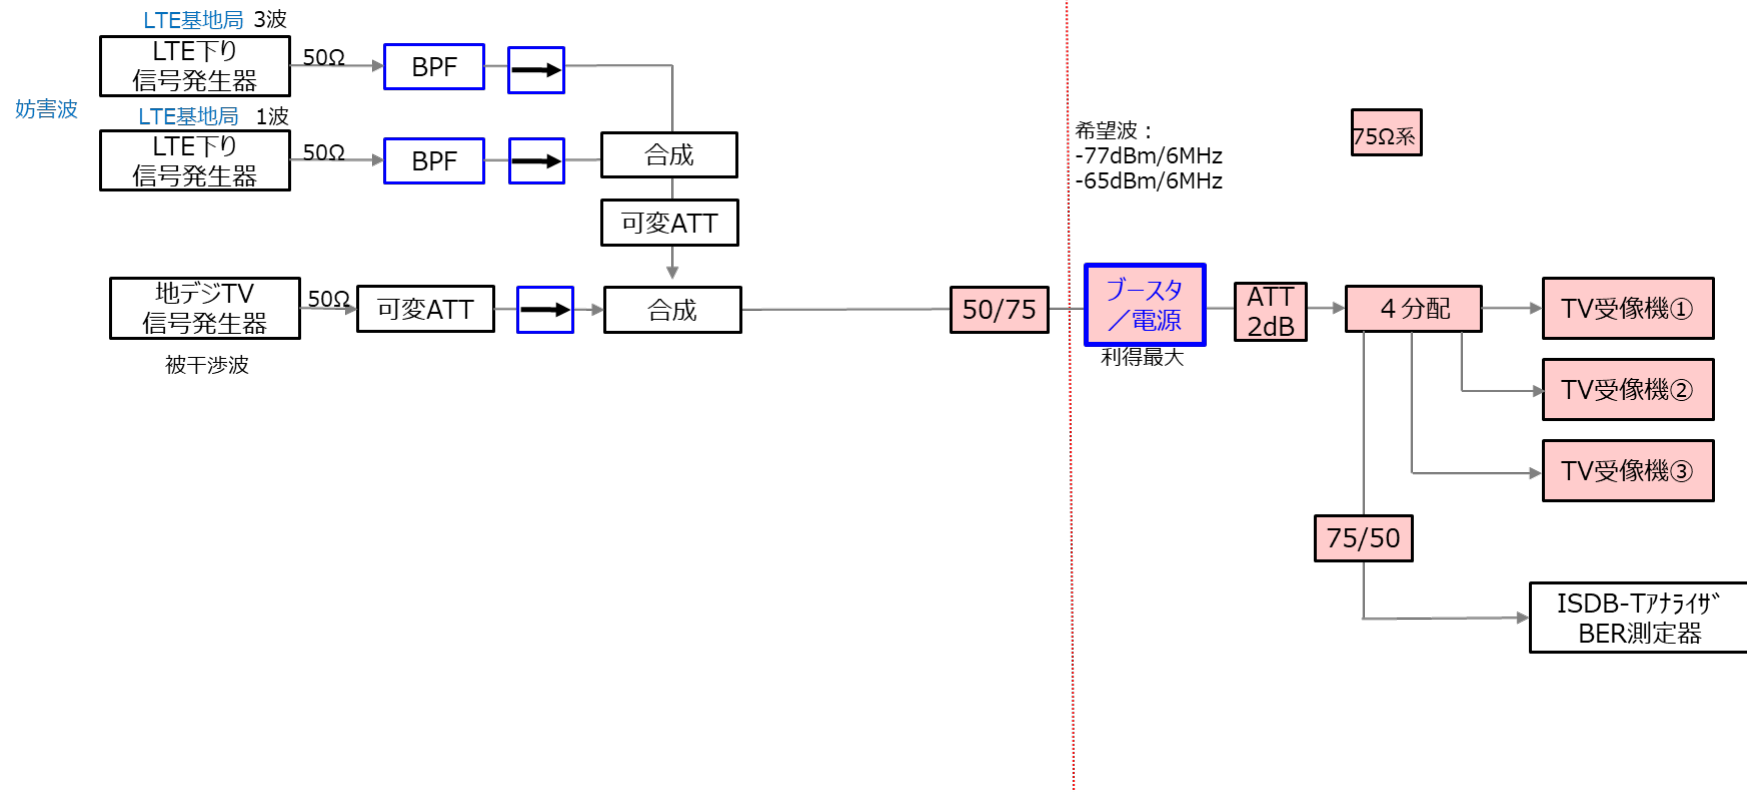 LTE基地局 3波
LTE下り
信号発生器
50Ω
BPF
妨害波
LTE基地局 1波
LTE下り
信号発生器
50Ω
BPF
合成
可変ATT
地デジTV
信号発生器
50Ω
可変ATT
合成
被干渉波
50/75
希望波：
-77dBm/6MHz
-65dBm/6MHz
75Ω系
ブースタ
／電源
利得最大
ATT
2dB
４分配
TV受像機①
TV受像機②
TV受像機③
75/50
ISDB-Tｱﾅﾗｲｻﾞ
BER測定器